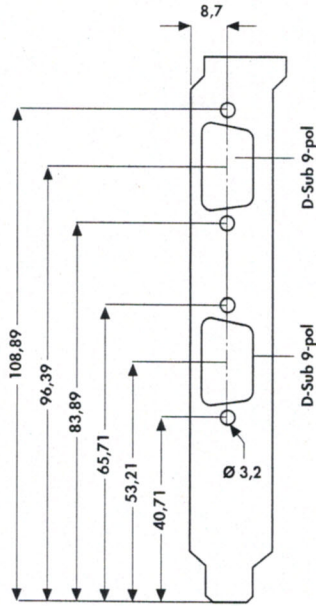 8,7
D-Sub 9-pol
108,89
96,39
83,89
65,71
53,21
40,71
D-Sub 9-pol
Ø 3,2